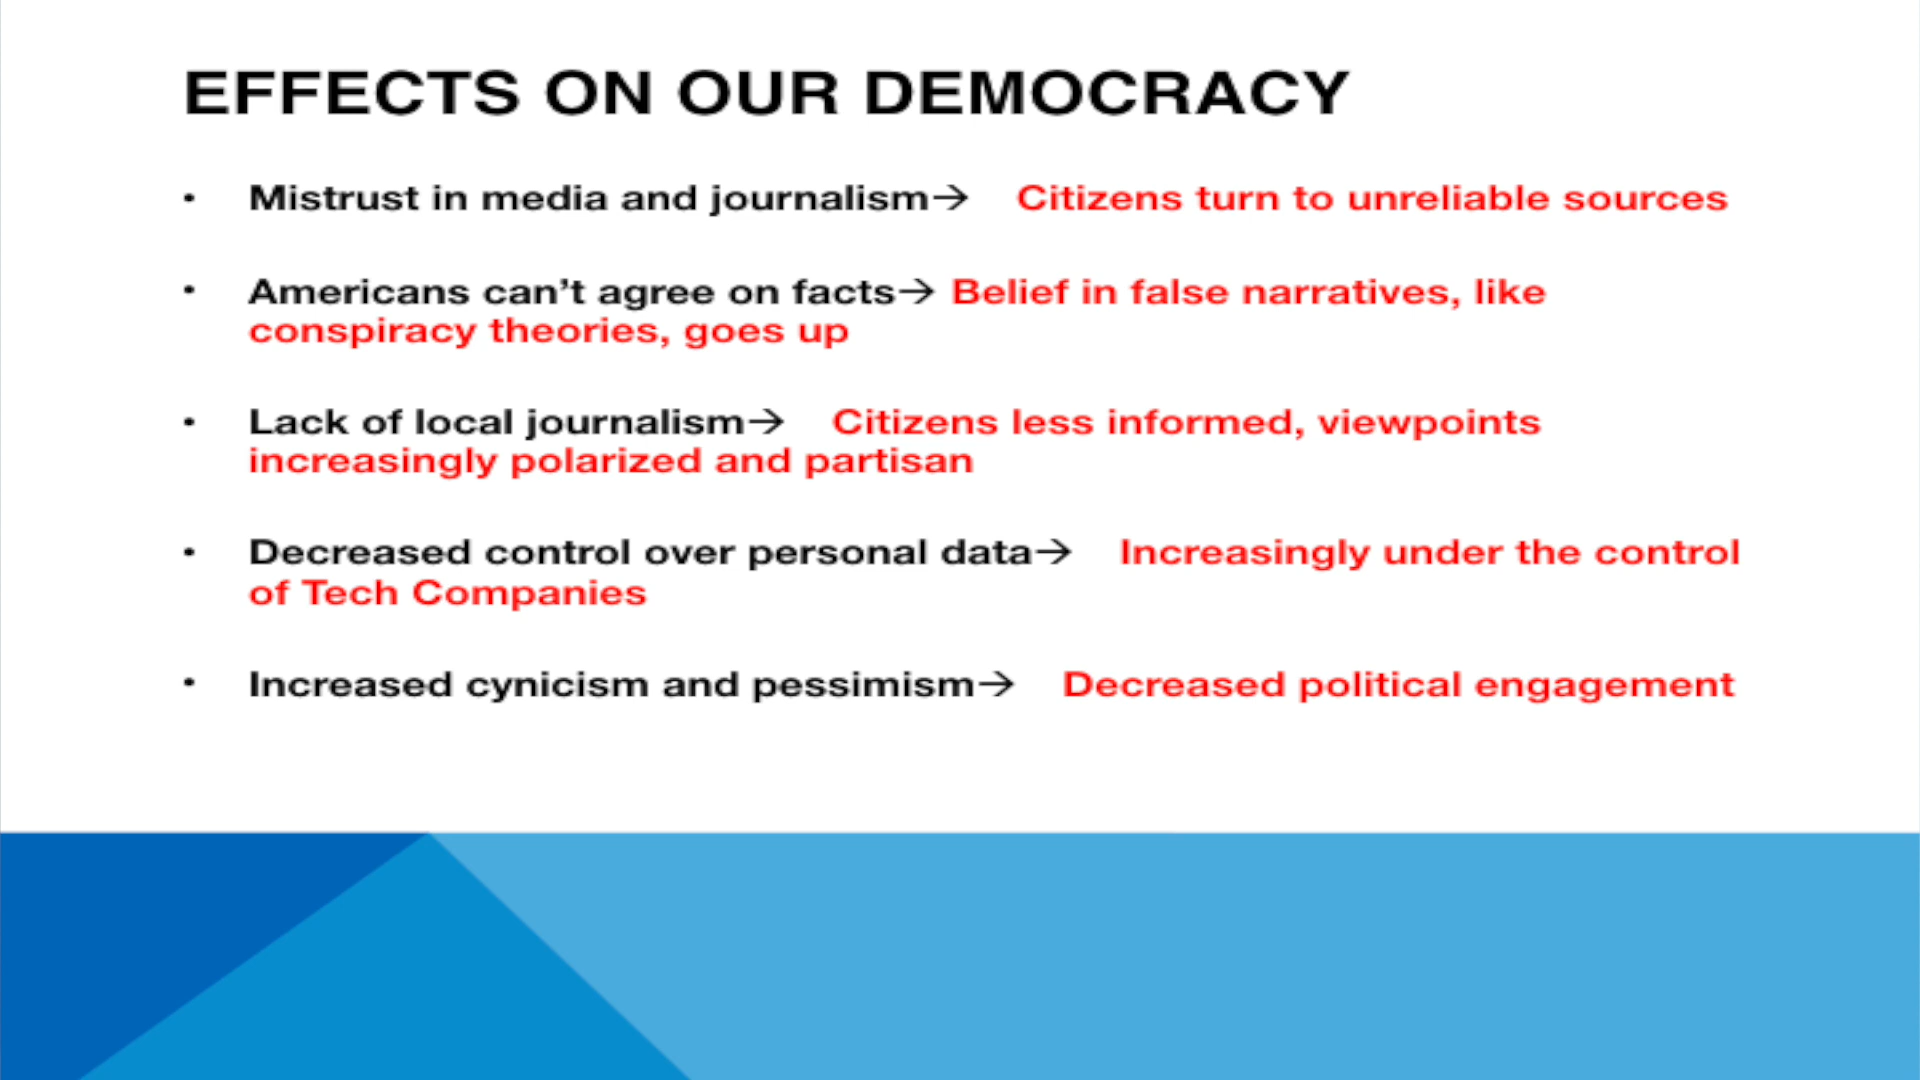 EFFECTS ON OUR DEMOCRACY
• Mistrust in media and journalism→ Citizens turn to unreliable sources
• Americans can’t agree on facts→ Belief in false narratives, like
conspiracy theories, goes up
• Lack of local journalism→ Citizens less informed, viewpoints
increasingly polarized and partisan
• Decreased control over personal data→ Increasingly under the control
of Tech Companies
• Increased cynicism and pessimism→ Decreased political engagement